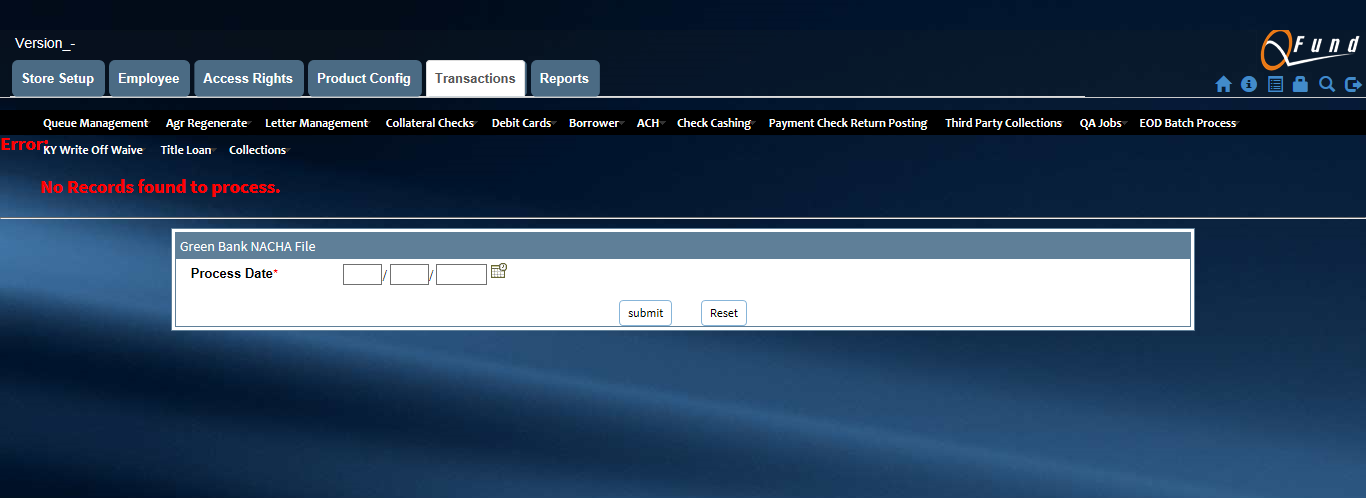 Version_-
QFund
Store Setup Employee Access Rights Product Config Transactions Reports
Queue Management Agr Regenerate Letter Management Collateral Checks Debit Cards Borrower ACH Check Cashing Payment Check Return Posting Third Party Collections QA Jobs EOD Batch Process
Error:
KY Write Off Waive Title Loan Collections
No Records found to process.
Green Bank NACHA File
Process Date* / /
submit Reset